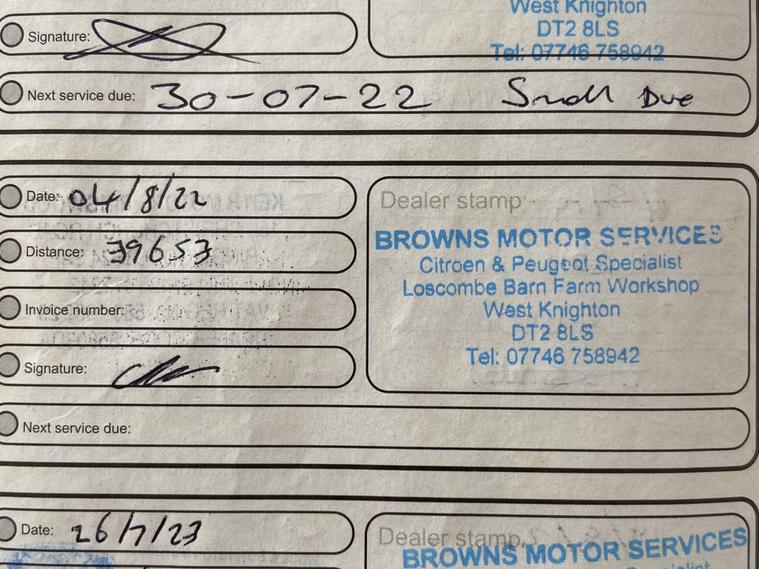 West Knighton
DT2 8LS
Signature:
Tel: 07746 758942
Next service due: 30-07-22 Small Due
Date: 04/8/22
Dealer stamp
BROWNS MOTOR SERVICES
Distance: 39653
Citroen & Peugeot Specialist
Loscombe Barn Farm Workshop
Invoice number:
West Knighton
DT2 8LS
Signature:
Tel: 07746 758942
Next service due:
Date: 26/7/23
Dealer stamp
BROWNS MOTOR SERVICES